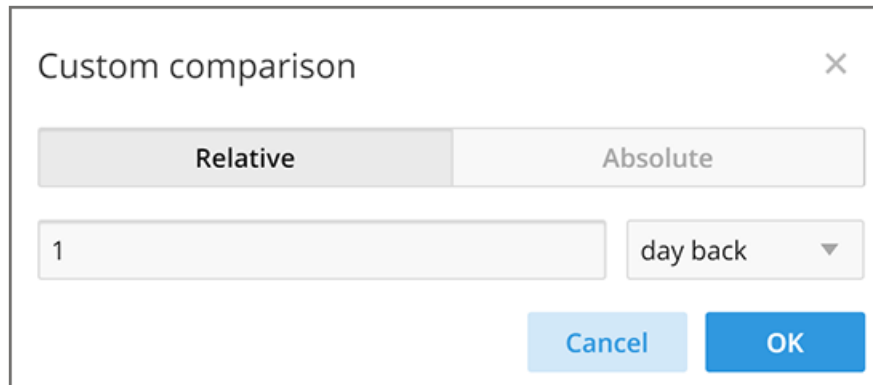 Custom comparison
Relative Absolute
1 day back
Cancel OK